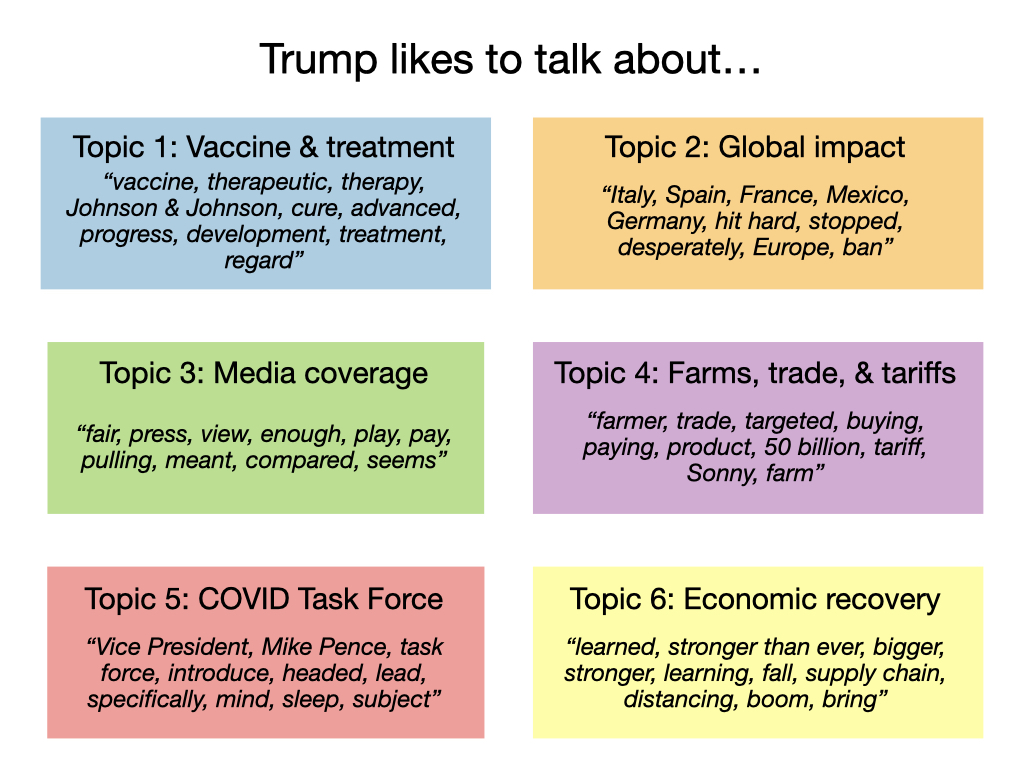 Trump likes to talk about…
Topic 1: Vaccine & treatment
“vaccine, therapeutic, therapy,
Johnson & Johnson, cure, advanced,
progress, development, treatment,
regard”
Topic 2: Global impact
“Italy, Spain, France, Mexico,
Germany, hit hard, stopped,
desperately, Europe, ban”
Topic 3: Media coverage
“fair, press, view, enough, play, pay,
pulling, meant, compared, seems”
Topic 4: Farms, trade, & tariffs
“farmer, trade, targeted, buying,
paying, product, 50 billion, tariff,
Sonny, farm”
Topic 5: COVID Task Force
“Vice President, Mike Pence, task
force, introduce, headed, lead,
specifically, mind, sleep, subject”
Topic 6: Economic recovery
“learned, stronger than ever, bigger,
stronger, learning, fall, supply chain,
distancing, boom, bring”